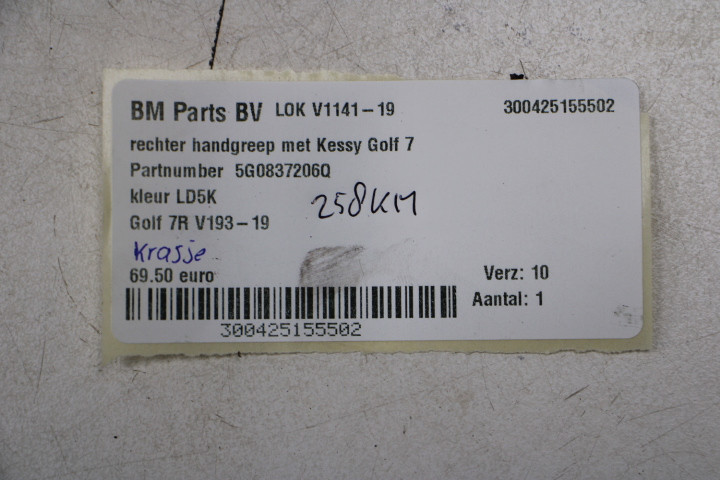 BM Parts BV LOK V1141-19 300425155502
rechter handgreep met Kessy Golf 7
Partnumber 5G0837206Q
kleur LD5K
258KM
Golf 7R V193-19
Krasje
69.50 euro
Verz: 10
Aantal: 1
300425155502